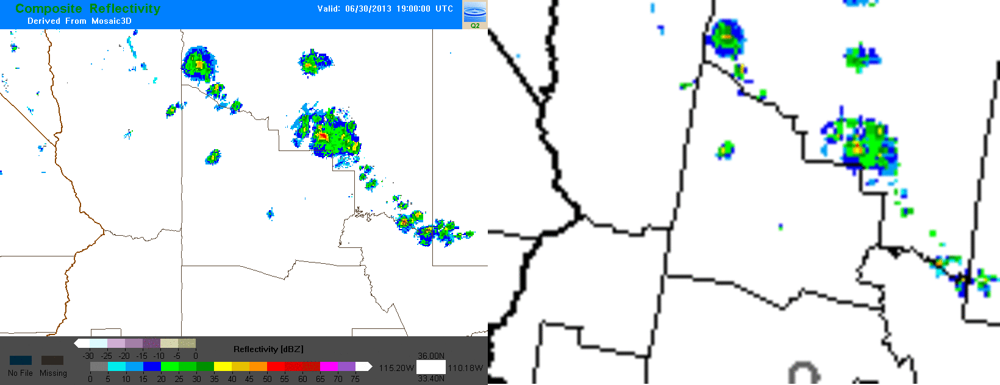 Composite Reflectivity
Derived From Mosaic3D
Valid: 06/30/2013 19:00:00 UTC
Q2
Reflectivity [dBZ]
-30 -25 -20 -15 -10 -5 0
No File Missing
0 5 10 15 20 25 30 35 40 45 50 55 60 65 70 75
36.00N
115.20W 110.18W
33.40N